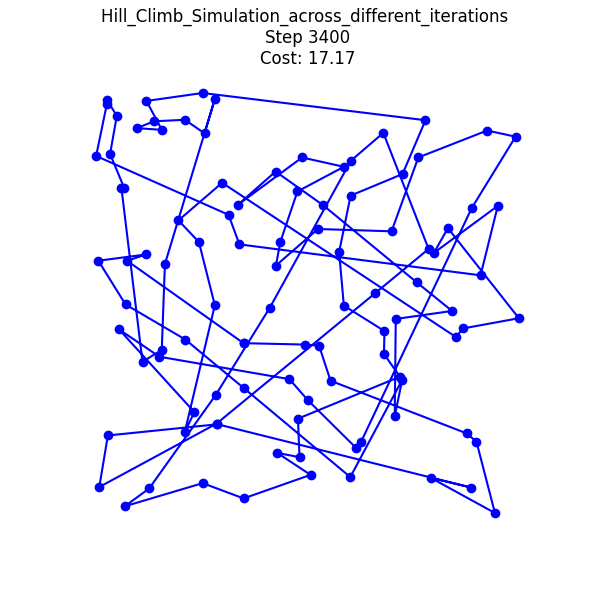 Hill_Climb_Simulation_across_different_iterations
Step 3400
Cost: 17.17